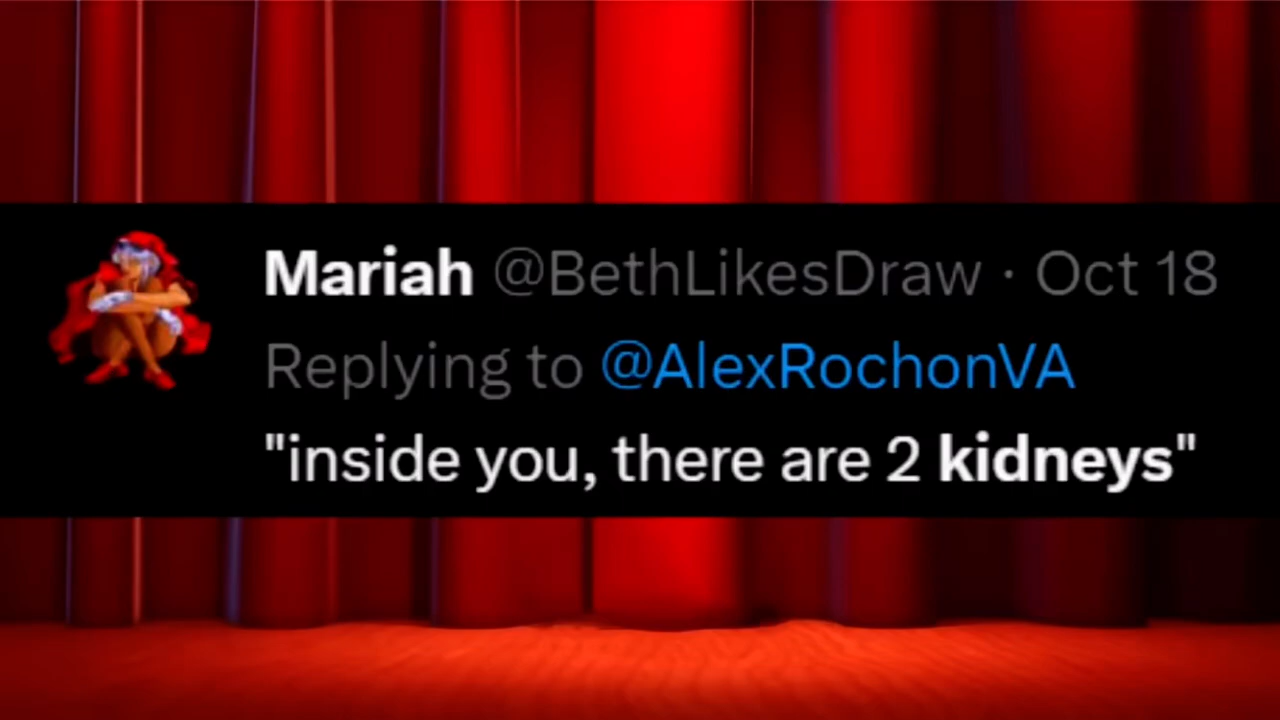 Mariah @BethLikesDraw · Oct 18
Replying to @AlexRochonVA
"inside you, there are 2 kidneys"